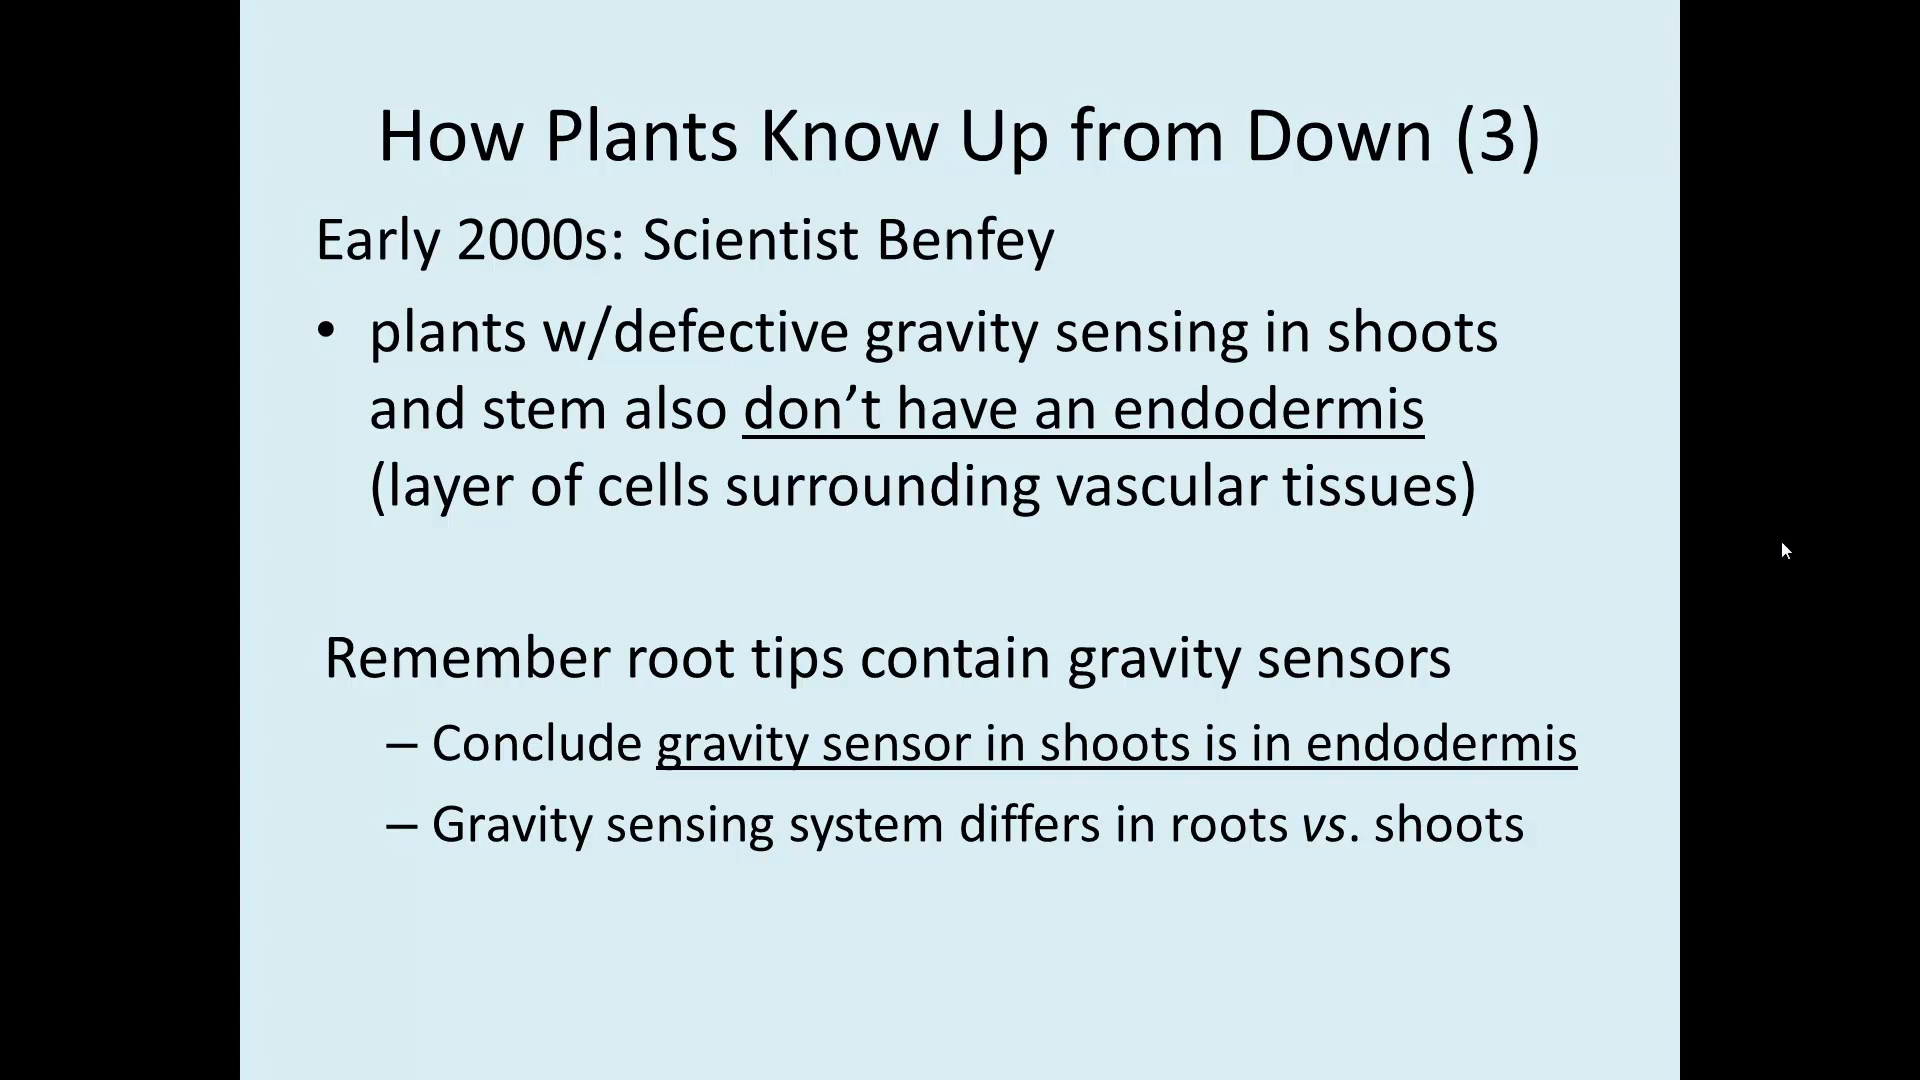 How Plants Know Up from Down (3)
Early 2000s: Scientist Benfey
• plants w/defective gravity sensing in shoots
and stem also don’t have an endodermis
(layer of cells surrounding vascular tissues)
Remember root tips contain gravity sensors
– Conclude gravity sensor in shoots is in endodermis
– Gravity sensing system differs in roots vs. shoots